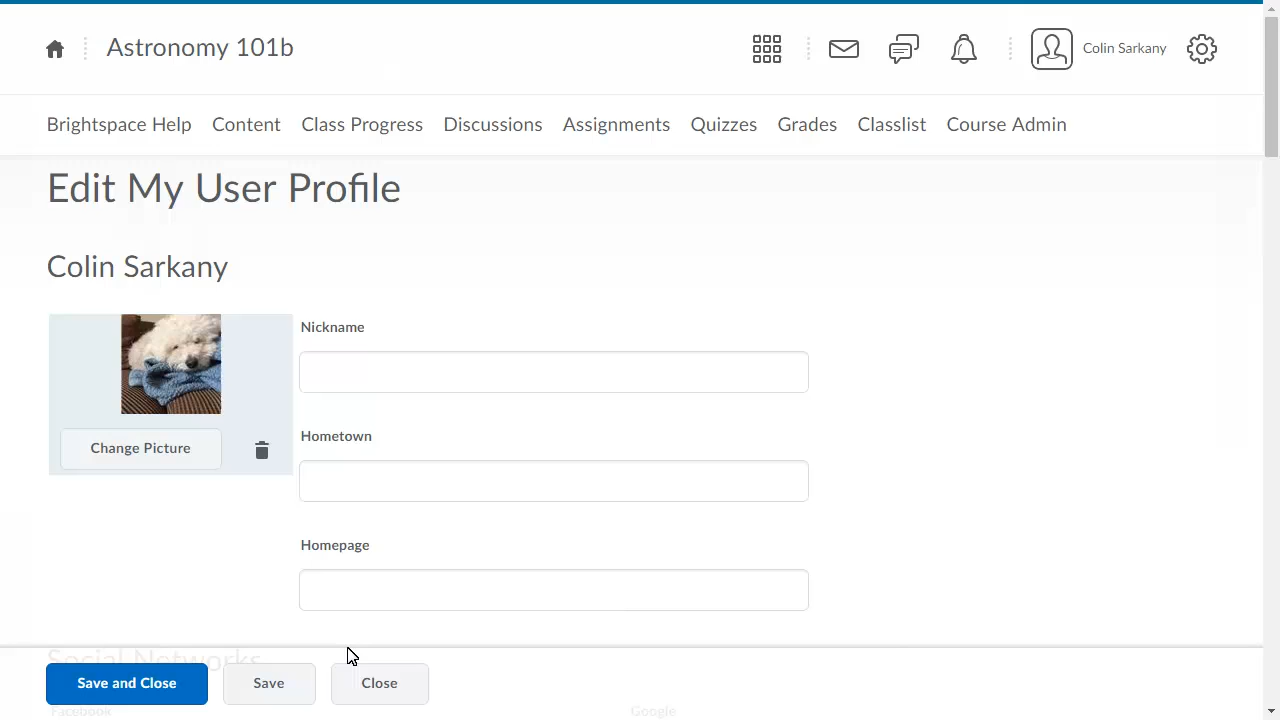 Astronomy 101b
Colin Sarkany
Brightspace Help Content Class Progress Discussions Assignments Quizzes Grades Classlist Course Admin
Edit My User Profile
Colin Sarkany
Nickname
Change Picture
Hometown
Homepage
Social Networks
Save and Close Save Close
Facebook Google